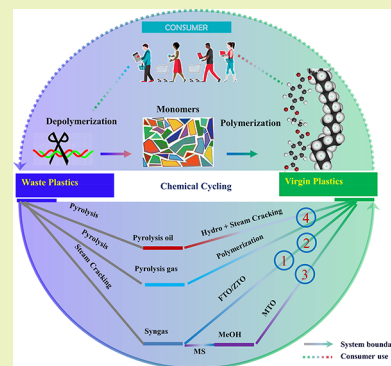 CONSUMER
Depolymerization
Monomers
Polymerization
Waste Plastics
Chemical Cycling
Virgin Plastics
Pyrolysis
Pyrolysis oil
Hydro + Steam Cracking
4
Pyrolysis
Pyrolysis gas
Polymerization
2
Steam Cracking
FTO/ZTO
1
3
Syngas
MS
MeOH
MTO
System bounda
Consumer use